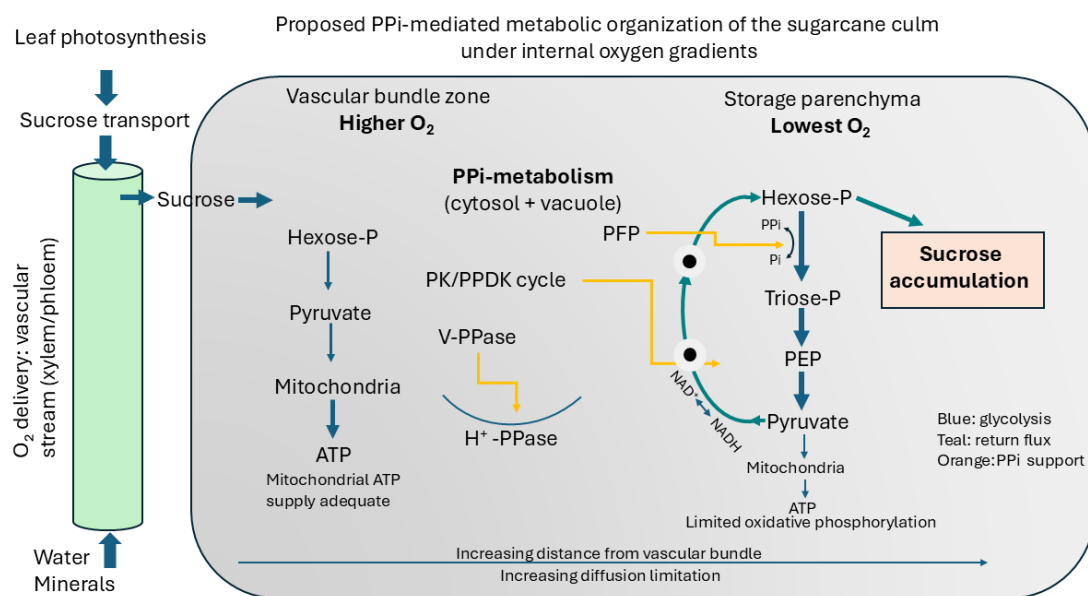 Proposed PPi-mediated metabolic organization of the sugarcane culm
under internal oxygen gradients
Leaf photosynthesis
Sucrose transport
Sucrose
O₂ delivery: vascular
stream (xylem/phloem)
Water
Minerals
Vascular bundle zone
Higher O₂
Hexose-P
Pyruvate
Mitochondria
ATP
Mitochondrial ATP
supply adequate
PPi-metabolism
(cytosol + vacuole)
PFP
PK/PPDK cycle
V-PPase
H⁺ -PPase
Storage parenchyma
Lowest O₂
Hexose-P
PPi
Pi
Triose-P
PEP
NAD⁺
NADH
Pyruvate
Mitochondria
ATP
Limited oxidative phosphorylation
Sucrose
accumulation
Blue: glycolysis
Teal: return flux
Orange:PPi support
Increasing distance from vascular bundle
Increasing diffusion limitation